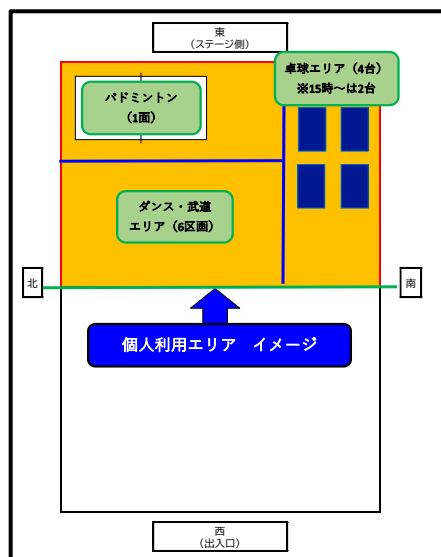 東
（ステージ側）
卓球エリア（4台）
※15時～は2台
バドミントン
（1面）
ダンス・武道
エリア（6区画）
北
南
個人利用エリア　イメージ
西
（出入口）